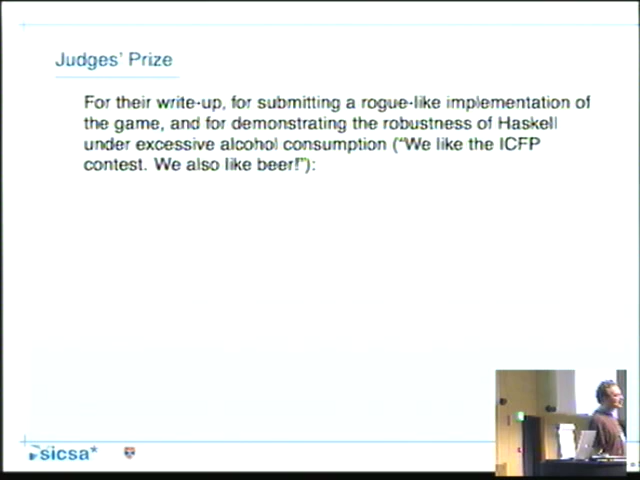 Judges' Prize
For their write-up, for submitting a rogue-like implementation of
the game, and for demonstrating the robustness of Haskell
under excessive alcohol consumption ("We like the ICFP
contest. We also like beer!"):
sicsa*